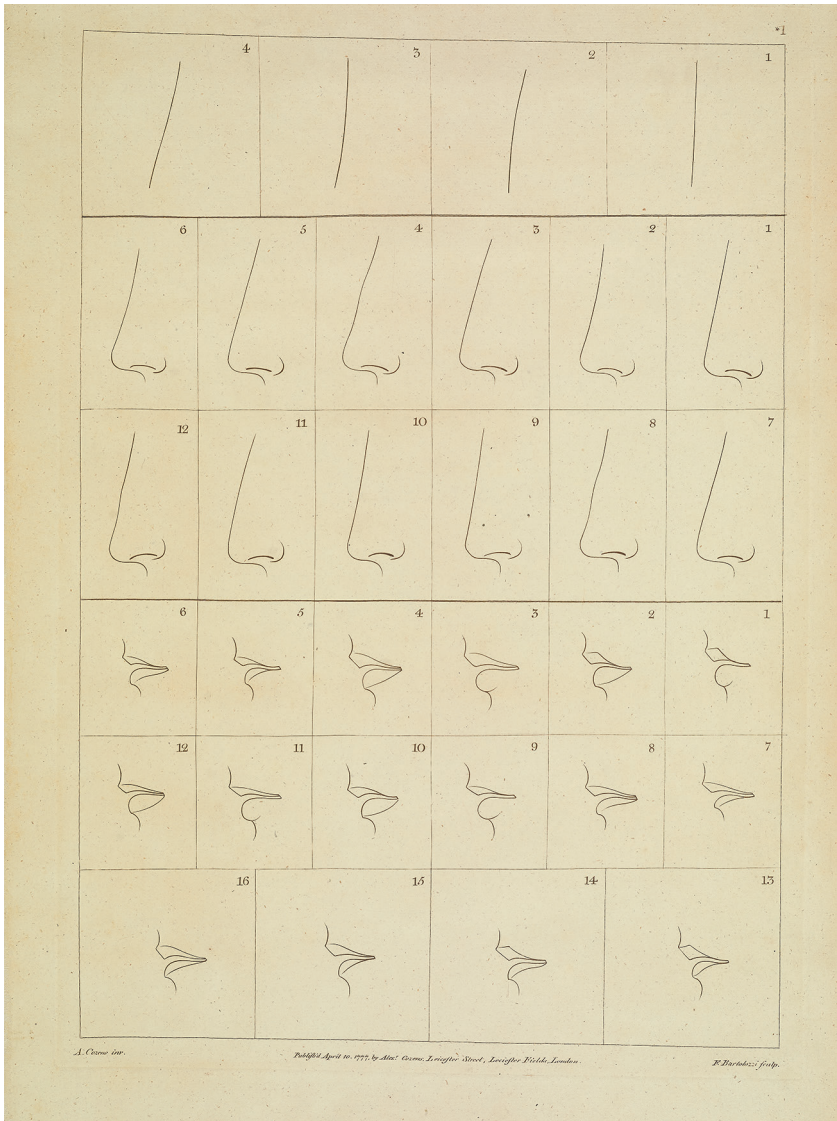 *1
4 3 2 1
6 5 4 3 2 1
12 11 10 9 8 7
6 5 4 3 2 1
12 11 10 9 8 7
16 15 14 13
A. Cozens inv.
Publish'd April 10. 1777, by Alexr. Cozens, Leicester Street, Leicester Fields, London.
F. Bartolozzi sculp.